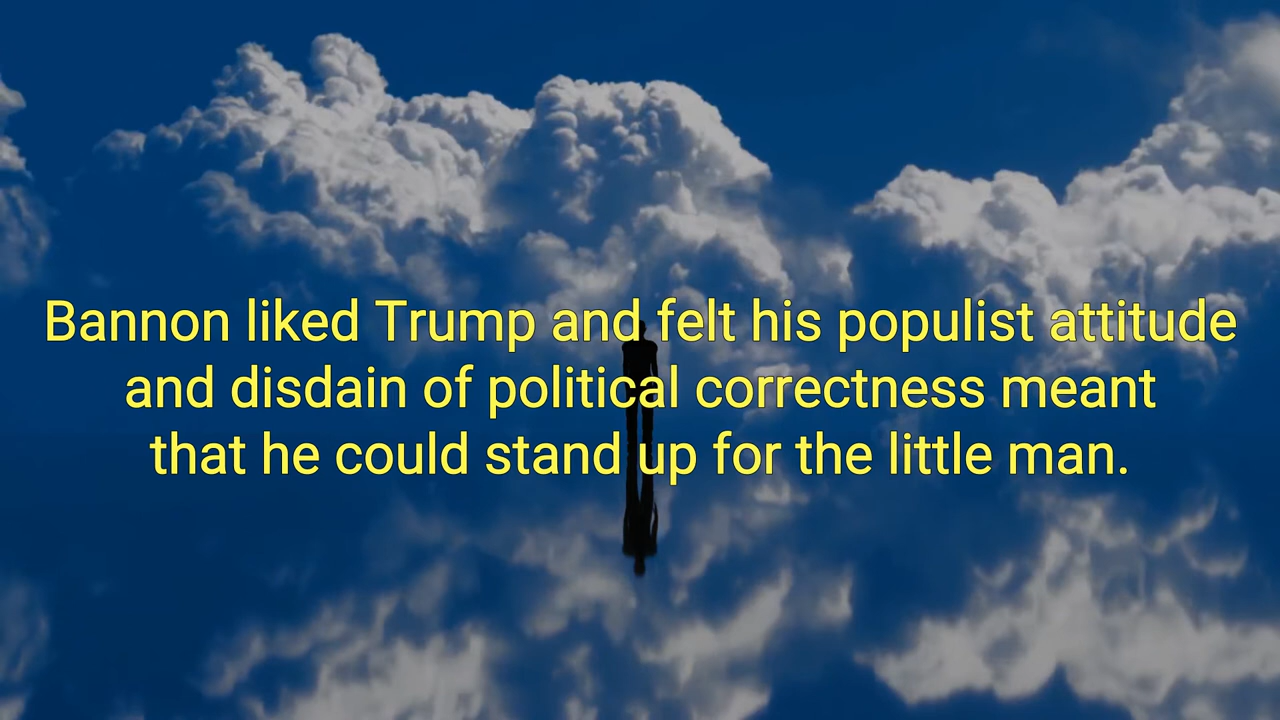 Bannon liked Trump and felt his populist attitude
and disdain of political correctness meant
that he could stand up for the little man.